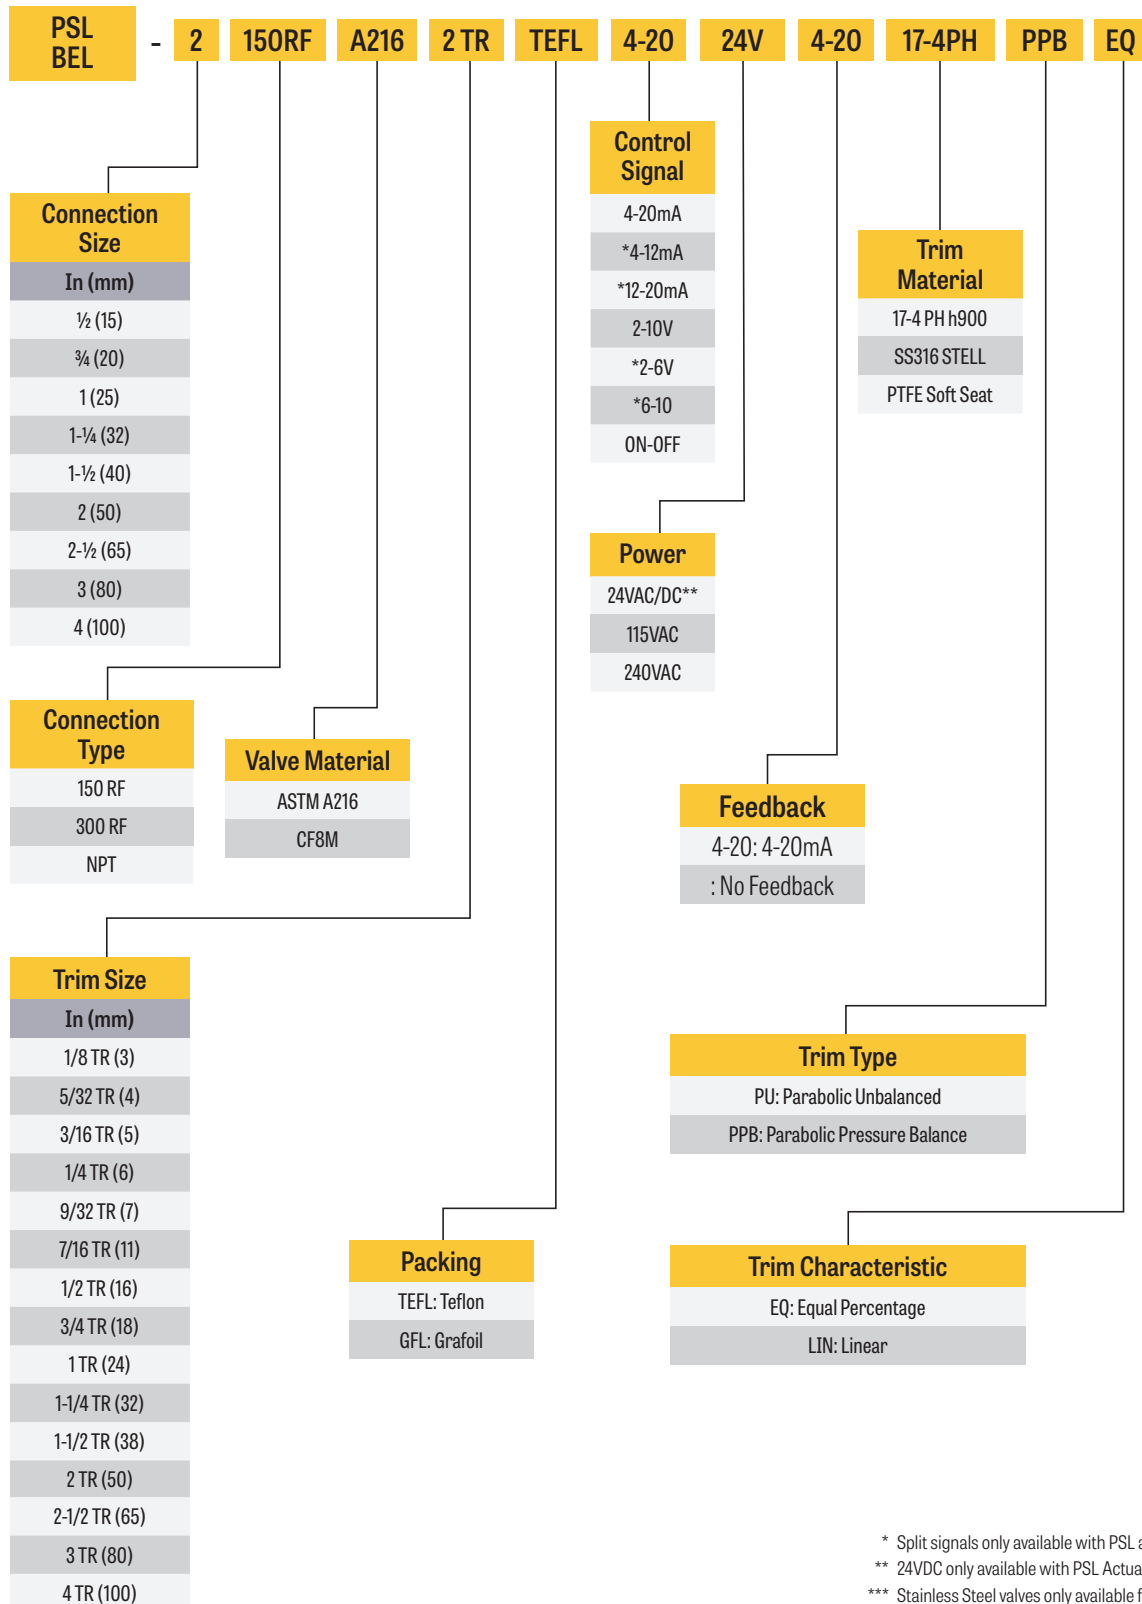 PSL
BEL
- 2 150RF A216 2 TR TEFL 4-20 24V 4-20 17-4PH PPB EQ
Connection
Size
In (mm)
½ (15)
¾ (20)
1 (25)
1-¼ (32)
1-½ (40)
2 (50)
2-½ (65)
3 (80)
4 (100)
Control
Signal
4-20mA
*4-12mA
*12-20mA
2-10V
*2-6V
*6-10
ON-OFF
Trim
Material
17-4 PH h900
SS316 STELL
PTFE Soft Seat
Power
24VAC/DC**
115VAC
240VAC
Connection
Type
150 RF
300 RF
NPT
Valve Material
ASTM A216
CF8M
Feedback
4-20: 4-20mA
: No Feedback
Trim Size
In (mm)
1/8 TR (3)
5/32 TR (4)
3/16 TR (5)
1/4 TR (6)
9/32 TR (7)
7/16 TR (11)
1/2 TR (16)
3/4 TR (18)
1 TR (24)
1-1/4 TR (32)
1-1/2 TR (38)
2 TR (50)
2-1/2 TR (65)
3 TR (80)
4 TR (100)
Trim Type
PU: Parabolic Unbalanced
PPB: Parabolic Pressure Balance
Packing
TEFL: Teflon
GFL: Grafoil
Trim Characteristic
EQ: Equal Percentage
LIN: Linear
* Split signals only available with PSL
** 24VDC only available with PSL
*** Stainless Steel valves only available